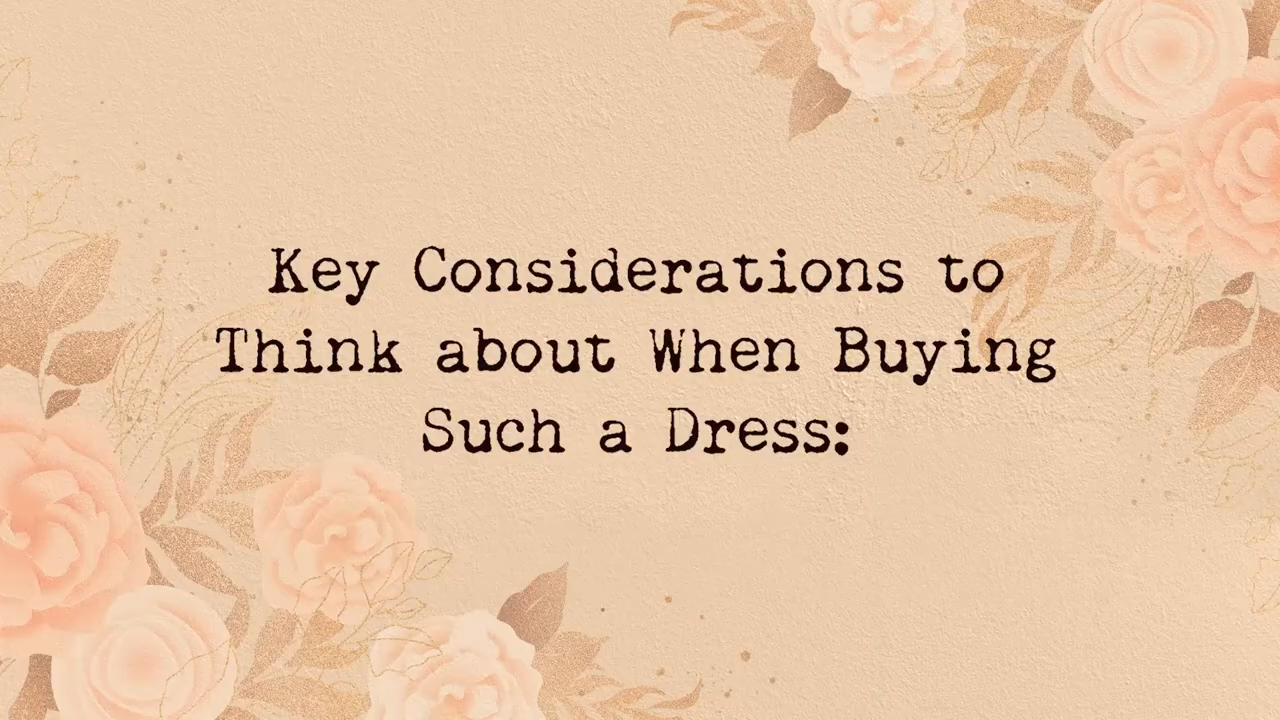 Key Considerations to
Think about When Buying
Such a Dress: